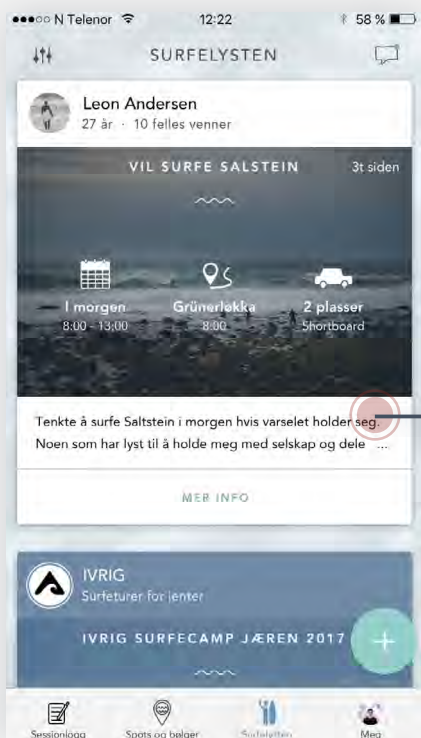 N Telenor 12:22 58 %
SURFELYSTEN
Leon Andersen
27 år · 10 felles venner
VIL SURFE SALSTEIN 3t siden
I morgen Grünerløkka 2 plasser
8:00 - 13:00 8:00 Shortboard
Tenkte å surfe Saltstein i morgen hvis varselet holder seg.
Noen som har lyst til å holde meg med selskap og dele ...
MER INFO
IVRIG
Surfeturer for jenter
IVRIG SURFECAMP JÆREN 2017
+
Sessionlogg Spots og bølger Surfelysten Meg